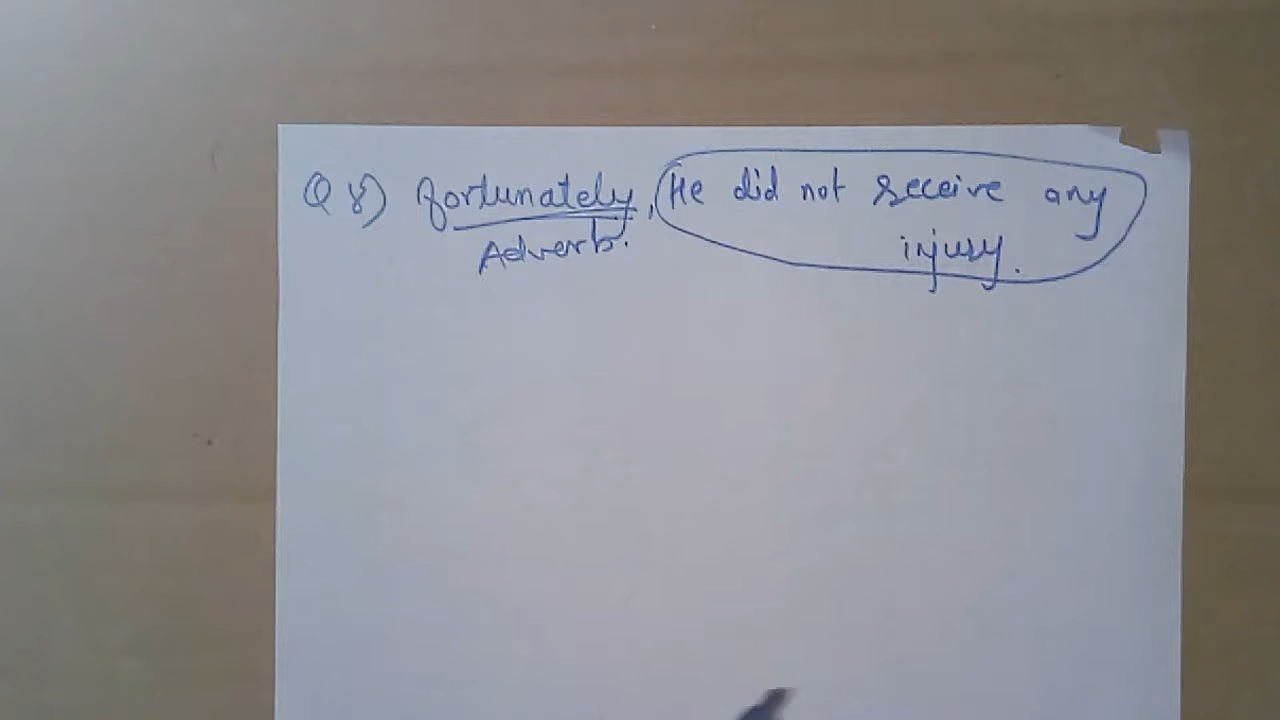 Q 8) fortunately, He did not receive any
injury.
Adverb.